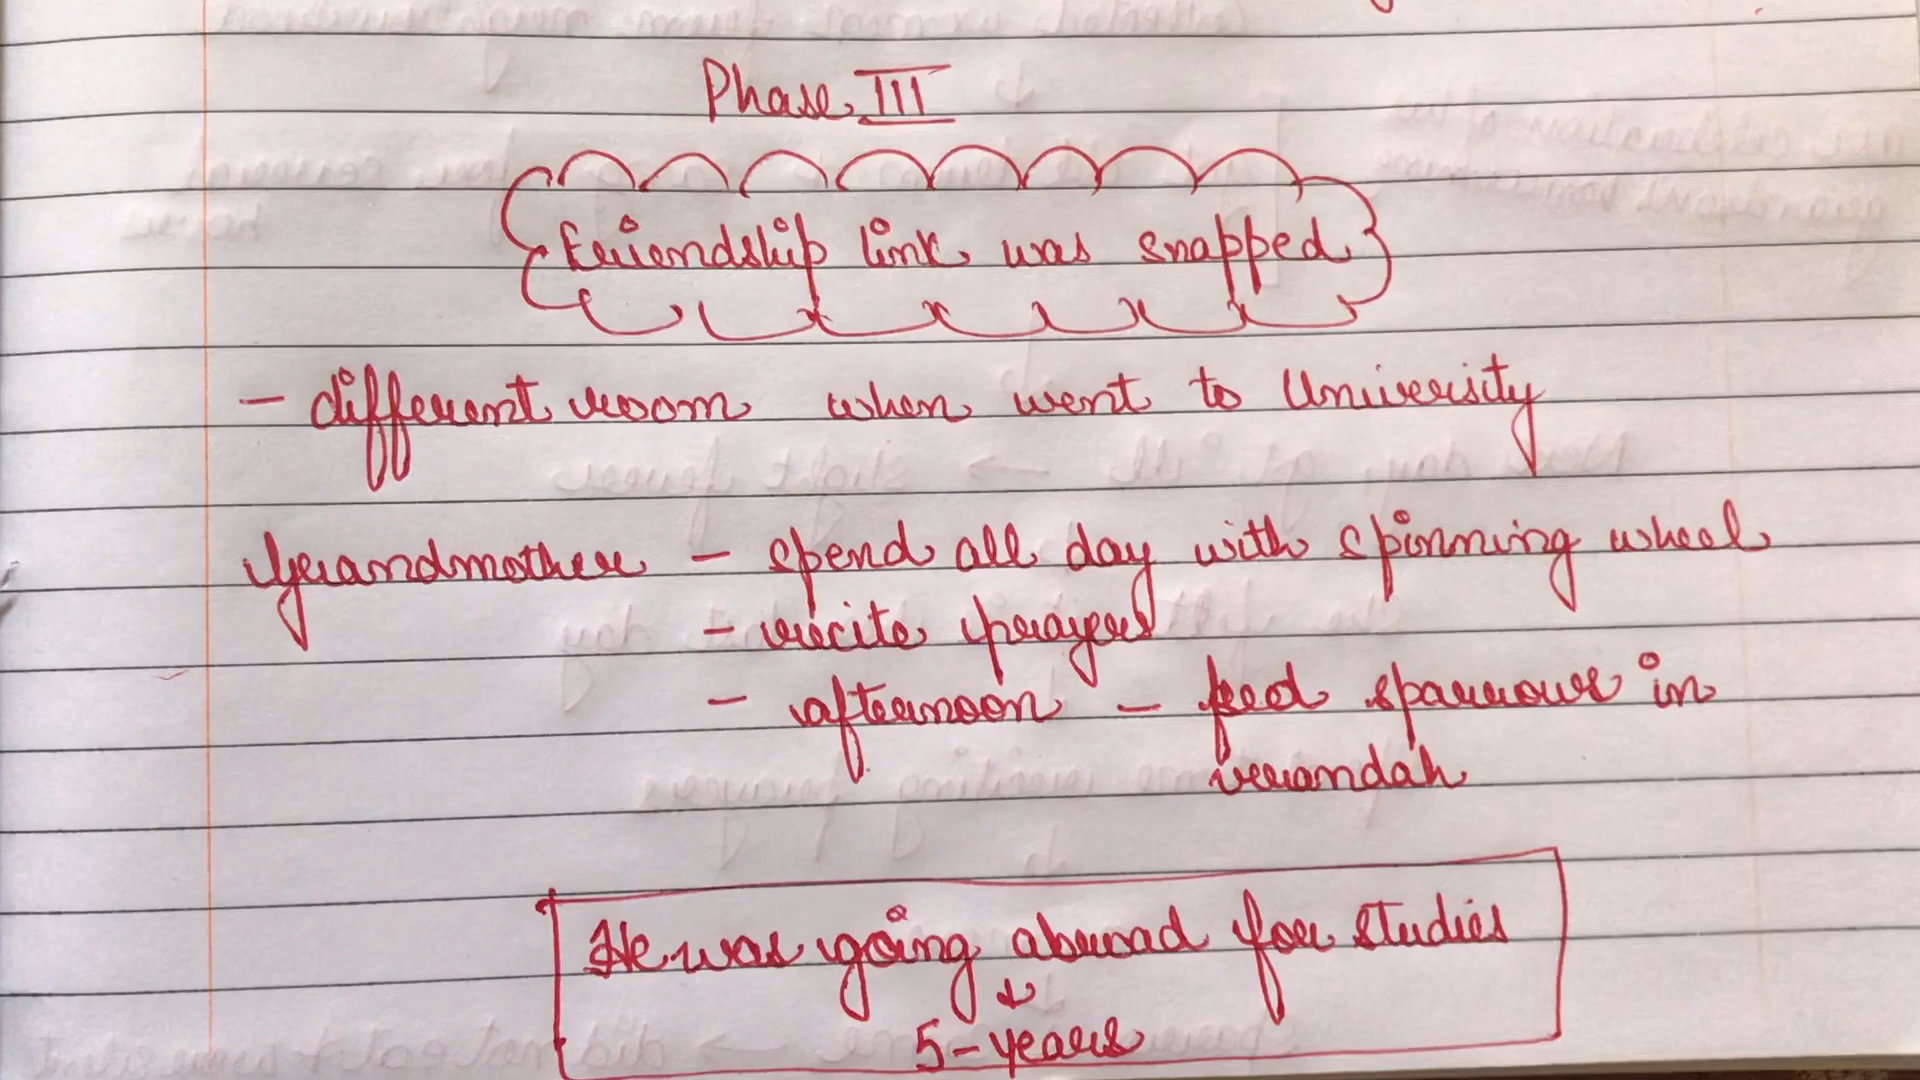 Phase III
Friendship link was snapped
- different room when went to University
Grandmother - spend all day with spinning wheel
- recite prayers
- afternoon - feed sparrows in
verandah
He was going abroad for studies
↓
5-years